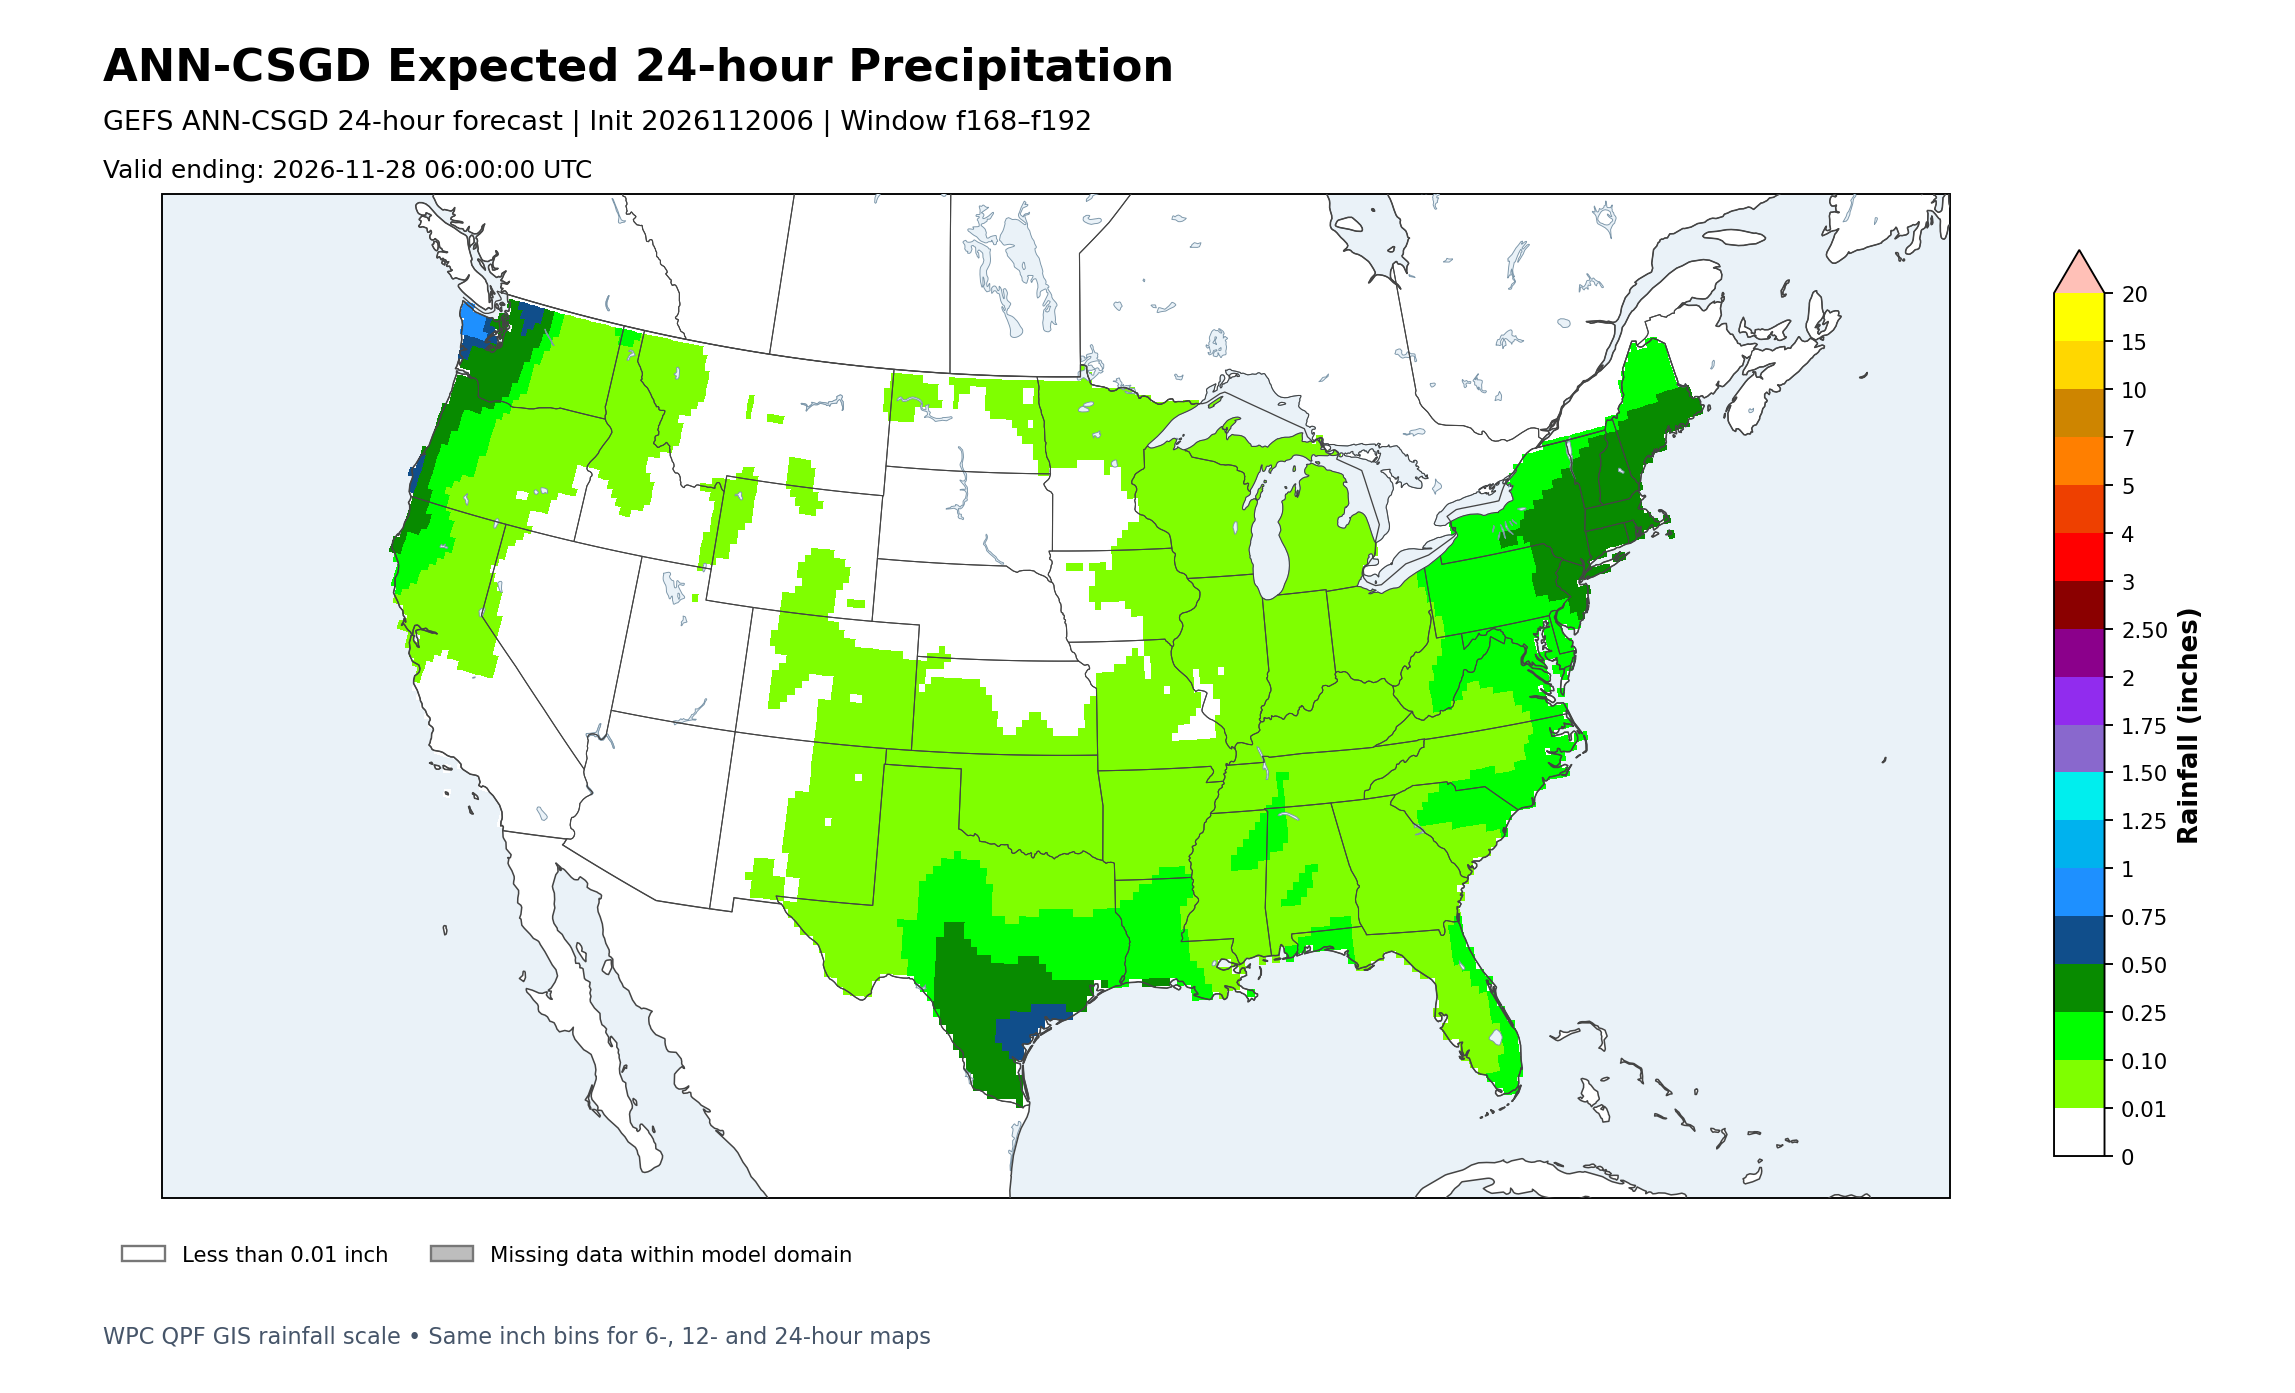 ANN-CSGD Expected 24-hour Precipitation
GEFS ANN-CSGD 24-hour forecast | Init 2026112006 | Window f168–f192
Valid ending: 2026-11-28 06:00:00 UTC
20
15
10
7
5
4
3
2.50
2
1.75
1.50
1.25
1
0.75
0.50
0.25
0.10
0.01
0
Rainfall (inches)
Less than 0.01 inch
Missing data within model domain
WPC QPF GIS rainfall scale • Same inch bins for 6-, 12- and 24-hour maps